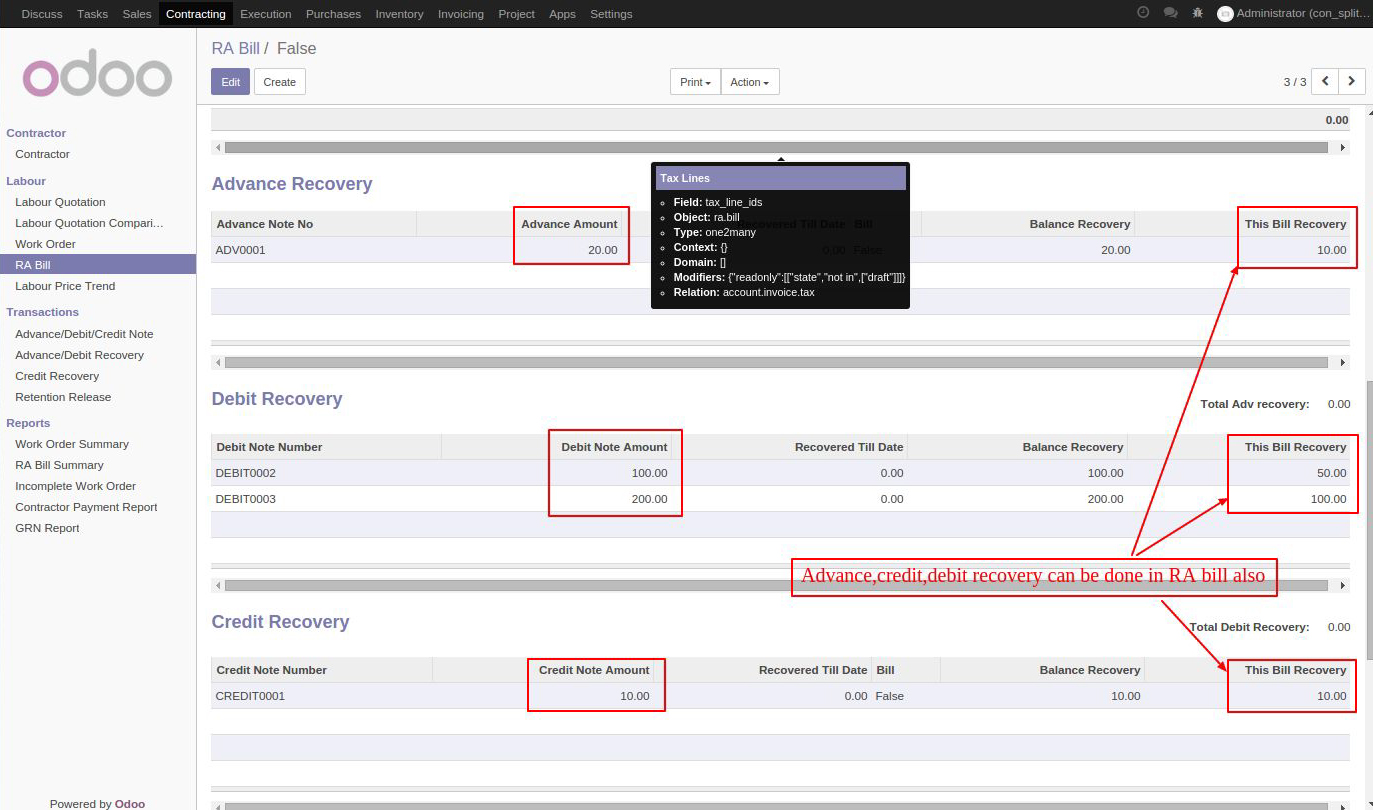 Discuss Tasks Sales Contracting Execution Purchases Inventory Invoicing Project Apps Settings Administrator (con_split...
odoo
RA Bill / False
Edit Create Print Action 3 / 3
Contractor
Contractor
Labour
Labour Quotation
Labour Quotation Compari...
Work Order
RA Bill
Labour Price Trend
Transactions
Advance/Debit/Credit Note
Advance/Debit Recovery
Credit Recovery
Retention Release
Reports
Work Order Summary
RA Bill Summary
Incomplete Work Order
Contractor Payment Report
GRN Report
Powered by Odoo
0.00
Advance Recovery
Advance Note No Advance Amount Recovered Till Date Bill Balance Recovery This Bill Recovery
ADV0001 20.00 0.00 False 20.00 10.00
Tax Lines
Field: tax_line_ids
Object: ra.bill
Type: one2many
Context: {}
Domain: []
Modifiers: {"readonly":[["state","not in",["draft"]]]}
Relation: account.invoice.tax
Debit Recovery
Total Adv recovery: 0.00
Debit Note Number Debit Note Amount Recovered Till Date Balance Recovery This Bill Recovery
DEBIT0002 100.00 0.00 100.00 50.00
DEBIT0003 200.00 0.00 200.00 100.00
Advance,credit,debit recovery can be done in RA bill also
Credit Recovery
Total Debit Recovery: 0.00
Credit Note Number Credit Note Amount Recovered Till Date Bill Balance Recovery This Bill Recovery
CREDIT0001 10.00 0.00 False 10.00 10.00